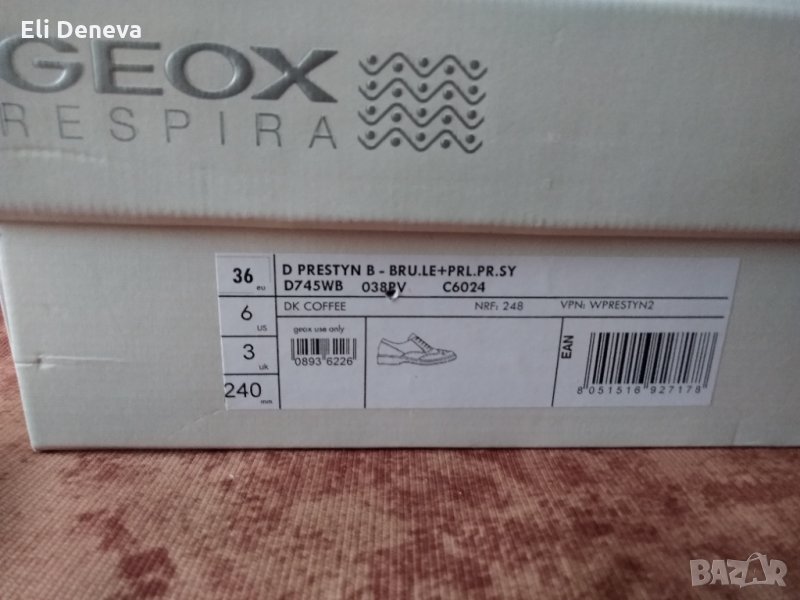 Eli Deneva
GEOX
RESPIRA
36 eu
D PRESTYN B - BRU.LE+PRL.PR.SY
D745WB 038PV C6024
6 us
DK COFFEE NRF: 248 VPN: WPRESTYN2
3 uk
geox use only
0893 6226
240 mm
EAN
8 051516 927178
BAZAR